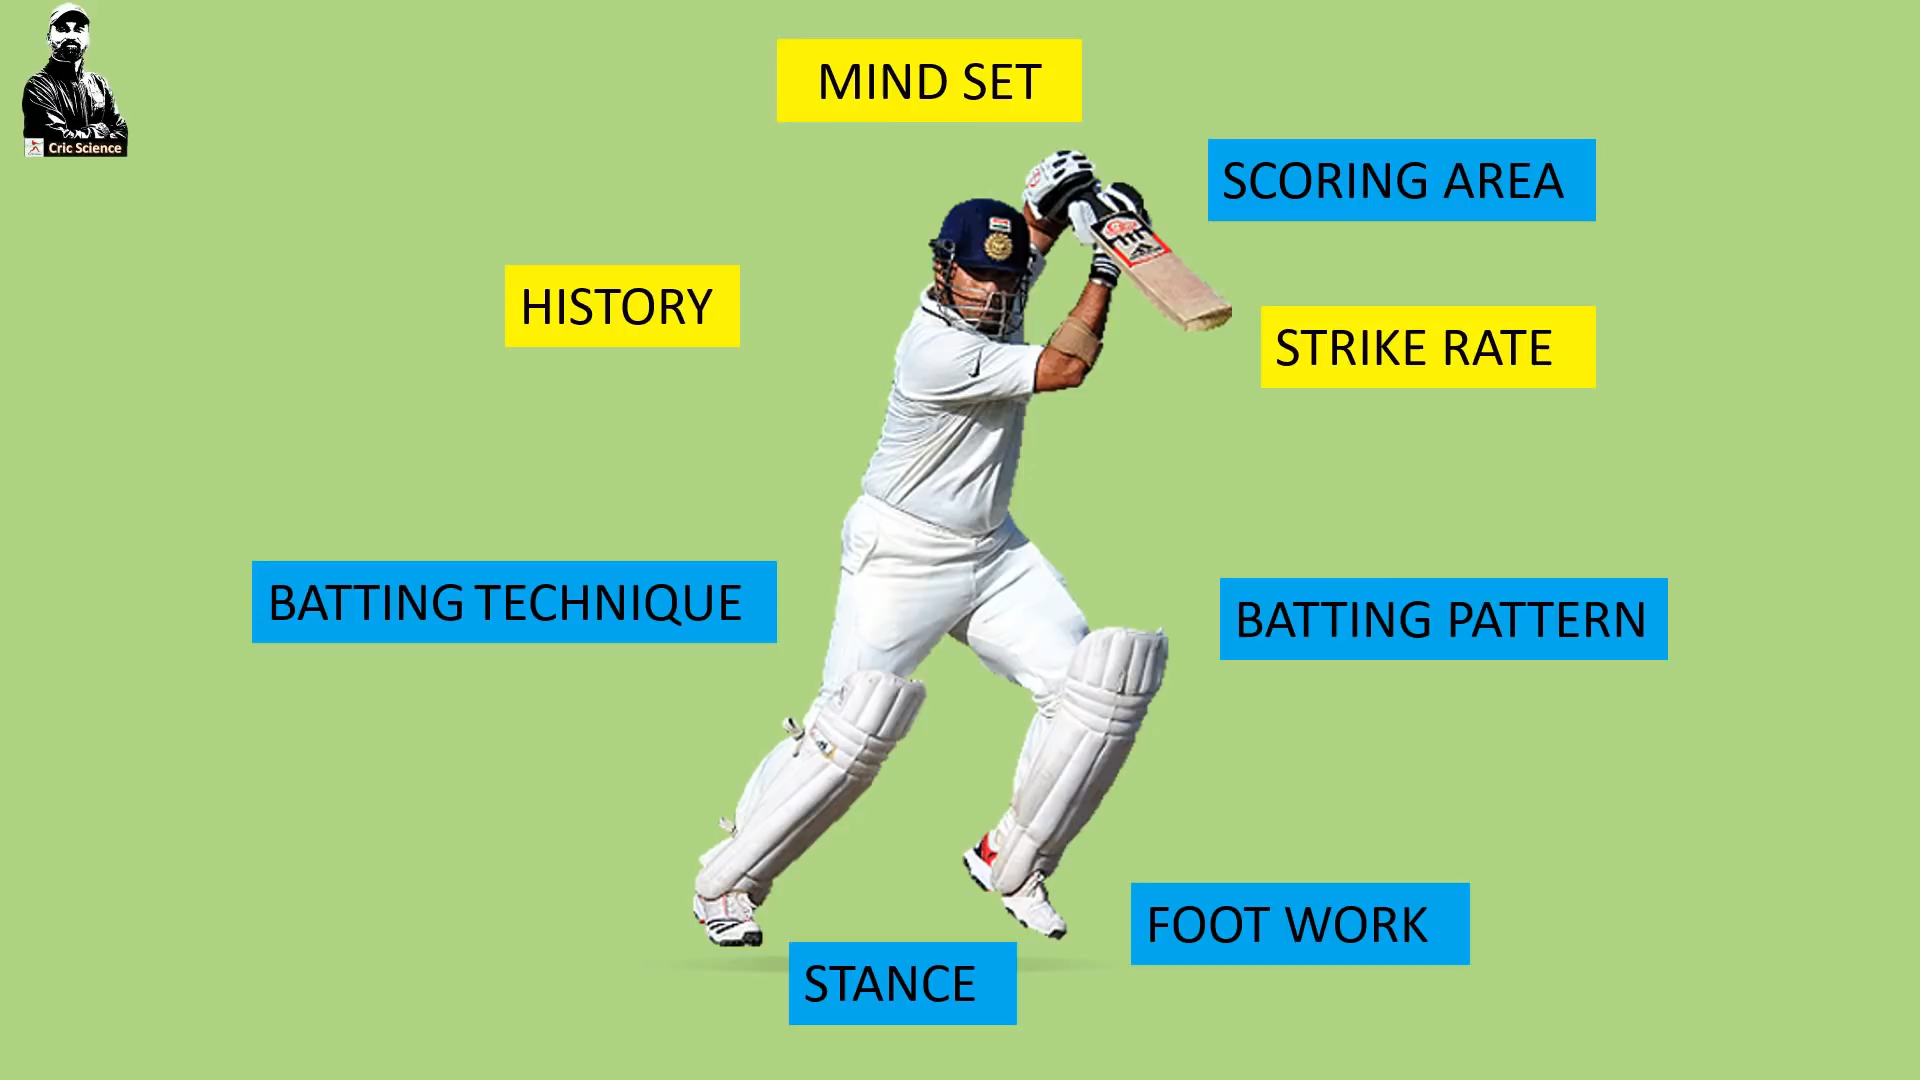 Cric Science
MIND SET
SCORING AREA
HISTORY
STRIKE RATE
BATTING TECHNIQUE
BATTING PATTERN
FOOT WORK
STANCE